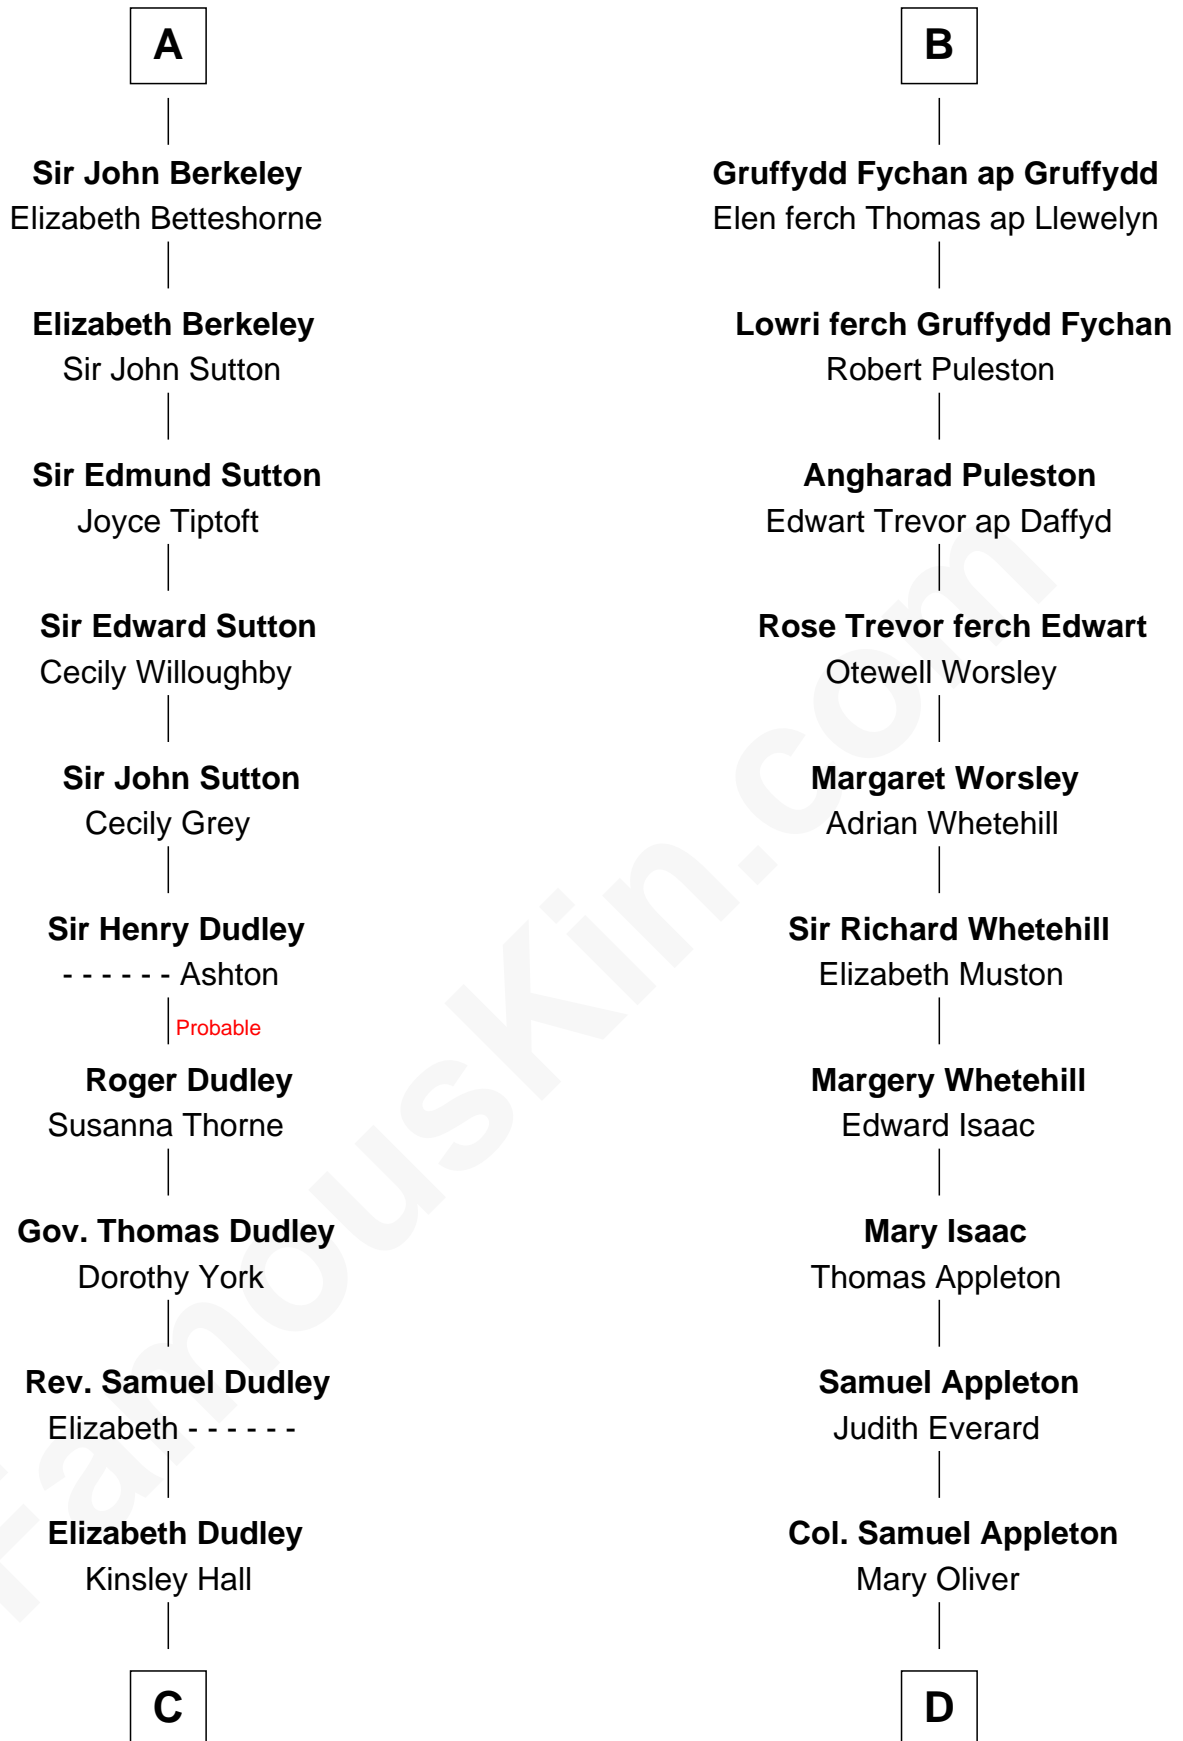 A
Sir John Berkeley
Elizabeth Betteshorne
Elizabeth Berkeley
Sir John Sutton
Sir Edmund Sutton
Joyce Tiptoft
Sir Edward Sutton
Cecily Willoughby
Sir John Sutton
Cecily Grey
Sir Henry Dudley
- - - - - - Ashton
Probable
Roger Dudley
Susanna Thorne
Gov. Thomas Dudley
Dorothy York
Rev. Samuel Dudley
Elizabeth - - - - - -
Elizabeth Dudley
Kinsley Hall
C
B
Gruffydd Fychan ap Gruffydd
Elen ferch Thomas ap Llewelyn
Lowri ferch Gruffydd Fychan
Robert Puleston
Angharad Puleston
Edwart Trevor ap Daffyd
Rose Trevor ferch Edwart
Otewell Worsley
Margaret Worsley
Adrian Whetehill
Sir Richard Whetehill
Elizabeth Muston
Margery Whetehill
Edward Isaac
Mary Isaac
Thomas Appleton
Samuel Appleton
Judith Everard
Col. Samuel Appleton
Mary Oliver
D
FamousKin.com